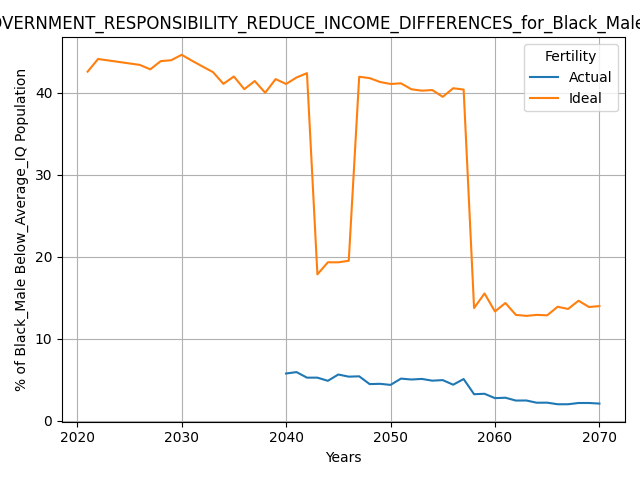 OVERNMENT_RESPONSIBILITY_REDUCE_INCOME_DIFFERENCES_for_Black_Male
Fertility
Actual
Ideal
% of Black_Male Below_Average_IQ Population
40
30
20
10
0
2020 2030 2040 2050 2060 2070
Years